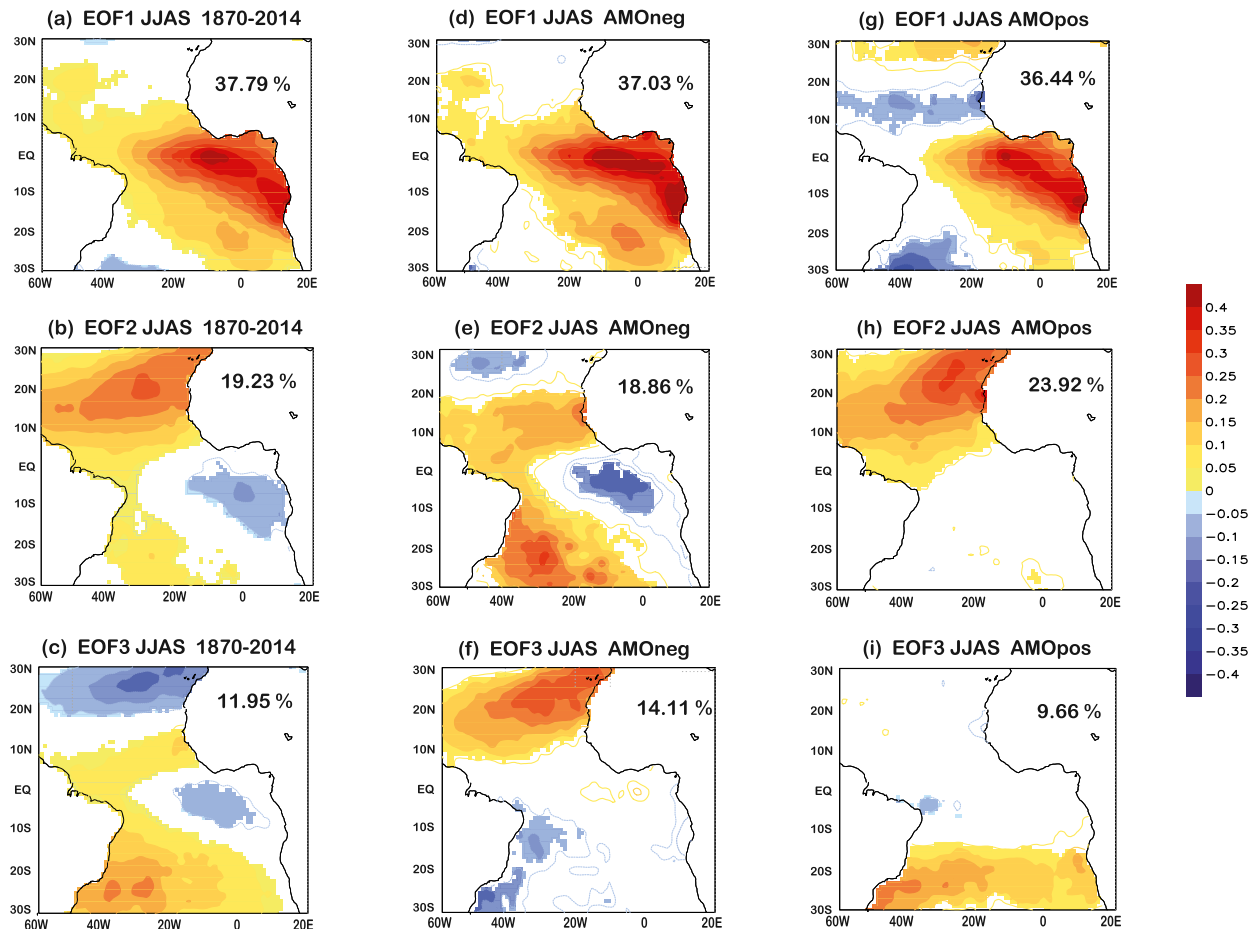 (a) EOF1 JJAS 1870-2014
37.79 %
30N
20N
10N
EQ
10S
20S
30S
60W 40W 20W 0 20E
(d) EOF1 JJAS AMOneg
37.03 %
30N
20N
10N
EQ
10S
20S
30S
60W 40W 20W 0 20E
(g) EOF1 JJAS AMOpos
36.44 %
30N
20N
10N
EQ
10S
20S
30S
60W 40W 20W 0 20E
(b) EOF2 JJAS 1870-2014
19.23 %
30N
20N
10N
EQ
10S
20S
30S
60W 40W 20W 0 20E
(e) EOF2 JJAS AMOneg
18.86 %
30N
20N
10N
EQ
10S
20S
30S
60W 40W 20W 0 20E
(h) EOF2 JJAS AMOpos
23.92 %
30N
20N
10N
EQ
10S
20S
30S
60W 40W 20W 0 20E
(c) EOF3 JJAS 1870-2014
11.95 %
30N
20N
10N
EQ
10S
20S
30S
60W 40W 20W 0 20E
(f) EOF3 JJAS AMOneg
14.11 %
30N
20N
10N
EQ
10S
20S
30S
60W 40W 20W 0 20E
(i) EOF3 JJAS AMOpos
9.66 %
30N
20N
10N
EQ
10S
20S
30S
60W 40W 20W 0 20E
0.4
0.35
0.3
0.25
0.2
0.15
0.1
0.05
0
−0.05
−0.1
−0.15
−0.2
−0.25
−0.3
−0.35
−0.4